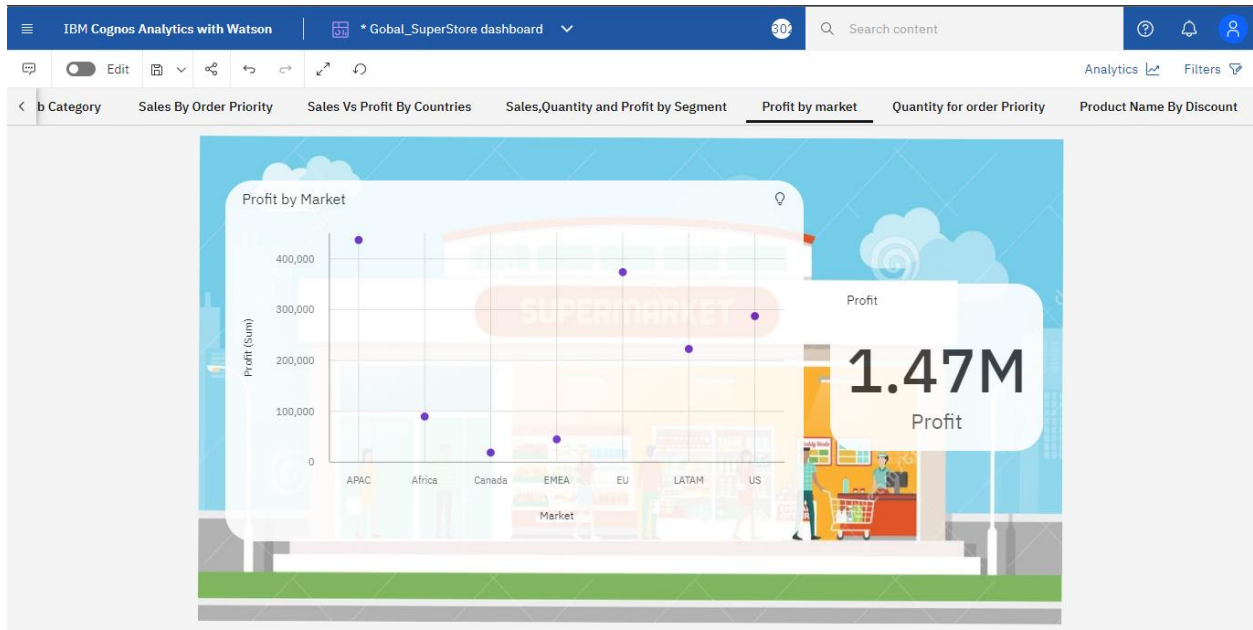 IBM Cognos Analytics with Watson
* Gobal_SuperStore dashboard
302
Search content
Edit
Analytics
Filters
b Category
Sales By Order Priority
Sales Vs Profit By Countries
Sales,Quantity and Profit by Segment
Profit by market
Quantity for order Priority
Product Name By Discount
Profit by Market
400,000
300,000
200,000
100,000
0
Profit (Sum)
SUPERMARKET
APAC
Africa
Canada
EMEA
EU
LATAM
US
Market
Profit
1.47M
Profit